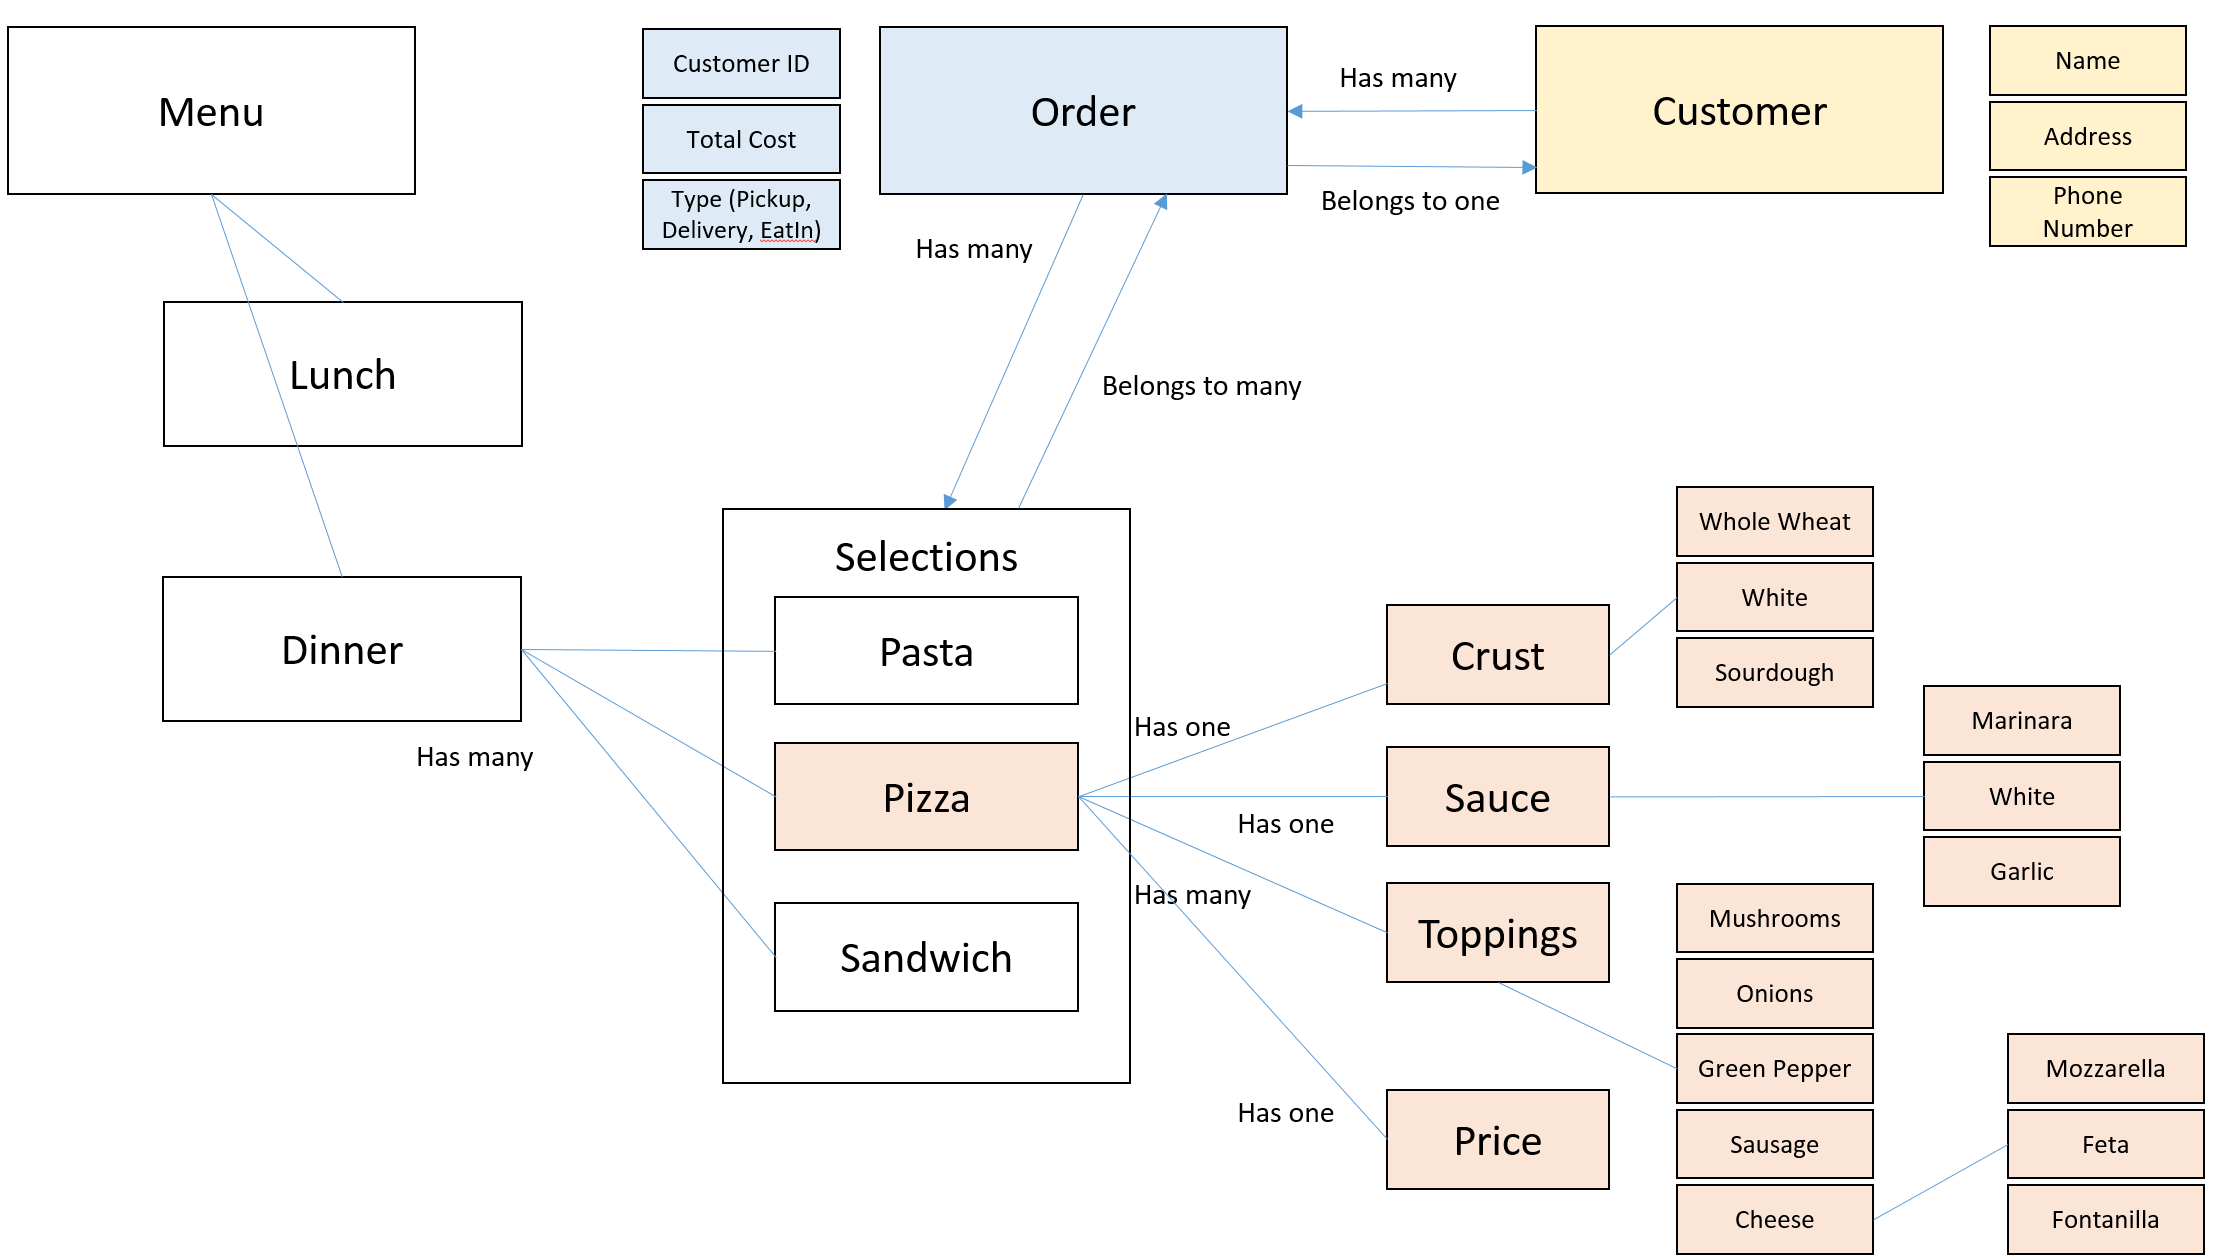 Menu
Customer ID
Total Cost
Type (Pickup,
Delivery, EatIn)
Order
Has many
Belongs to one
Customer
Name
Address
Phone
Number
Has many
Belongs to many
Lunch
Dinner
Has many
Selections
Pasta
Pizza
Sandwich
Has one
Has one
Has many
Has one
Crust
Whole Wheat
White
Sourdough
Sauce
Marinara
White
Garlic
Toppings
Mushrooms
Onions
Green Pepper
Sausage
Cheese
Mozzarella
Feta
Fontanilla
Price